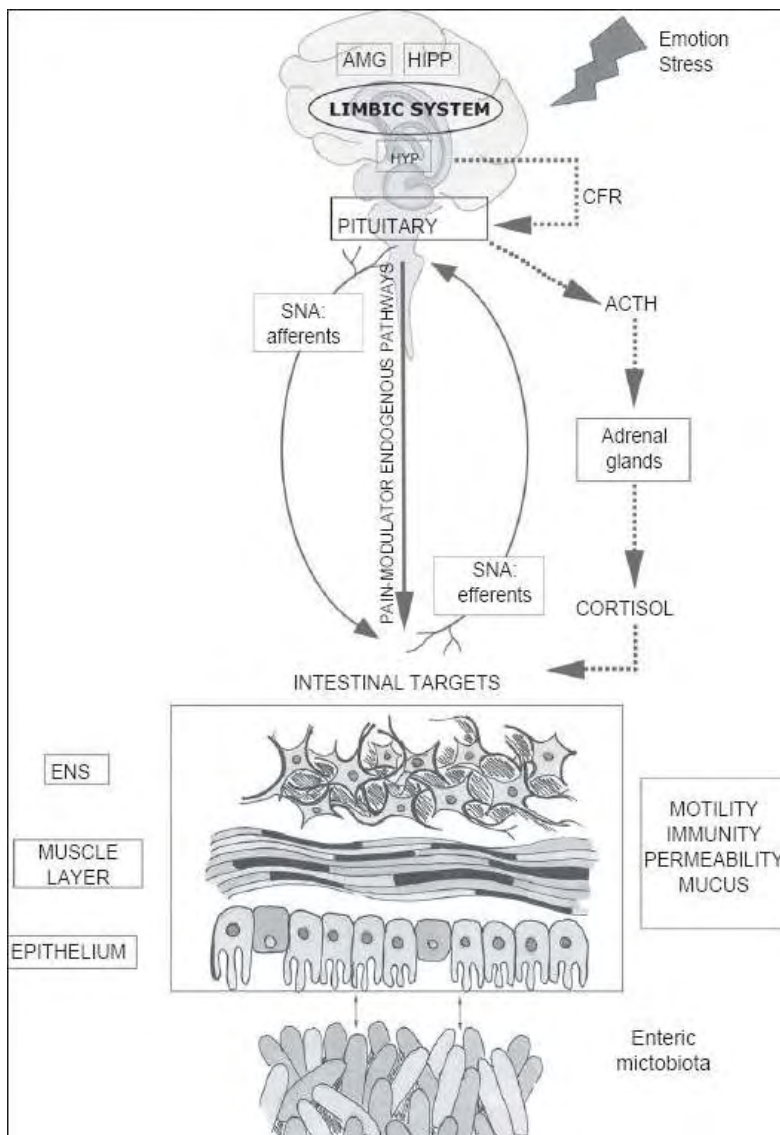 Emotion
Stress
AMG
HIPP
LIMBIC SYSTEM
HYP
CFR
PITUITARY
SNA:
afferents
PAIN-MODULATOR ENDOGENOUS PATHWAYS
ACTH
Adrenal
glands
SNA:
efferents
CORTISOL
INTESTINAL TARGETS
ENS
MUSCLE
LAYER
EPITHELIUM
MOTILITY
IMMUNITY
PERMEABILITY
MUCUS
Enteric
mictobiota